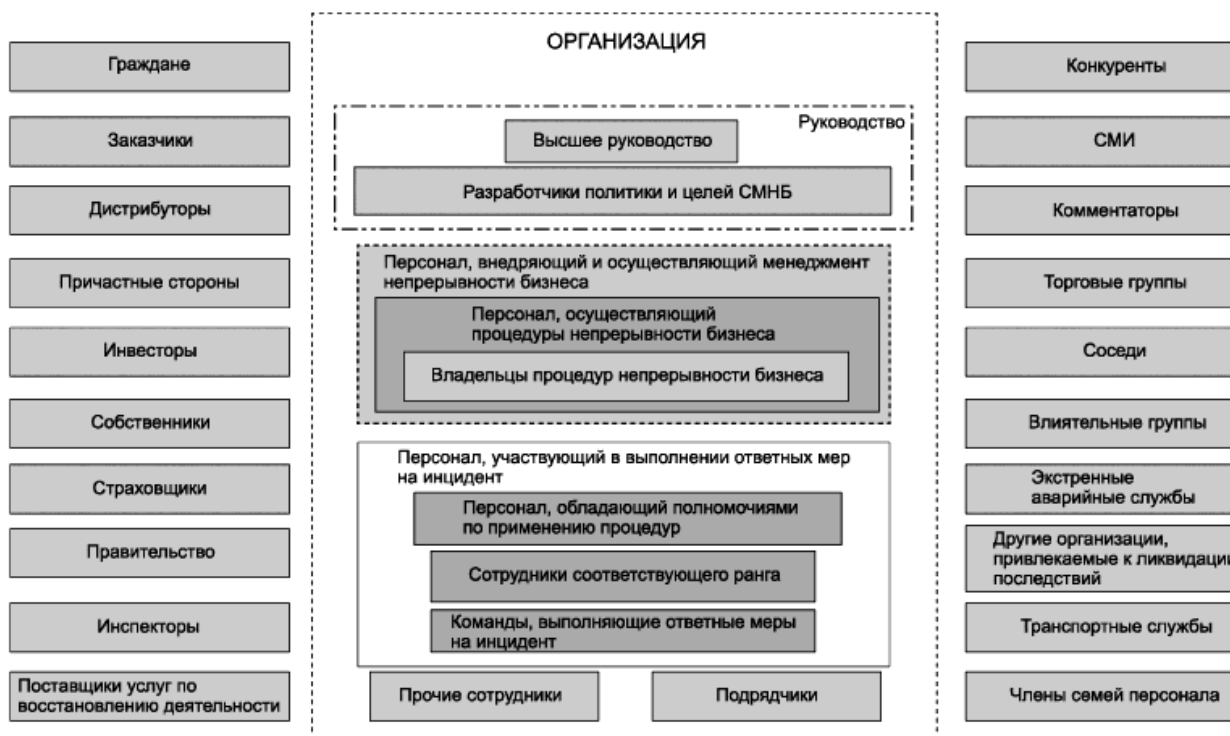 Граждане
Заказчики
Дистрибуторы
Причастные стороны
Инвесторы
Собственники
Страховщики
Правительство
Инспекторы
Поставщики услуг по
восстановлению деятельности
ОРГАНИЗАЦИЯ
Руководство
Высшее руководство
Разработчики политики и целей СМНБ
Персонал, внедряющий и осуществляющий менеджмент
непрерывности бизнеса
Персонал, осуществляющий
процедуры непрерывности бизнеса
Владельцы процедур непрерывности бизнеса
Персонал, участвующий в выполнении ответных мер
на инцидент
Персонал, обладающий полномочиями
по применению процедур
Сотрудники соответствующего ранга
Команды, выполняющие ответные меры
на инцидент
Прочие сотрудники
Подрядчики
Конкуренты
СМИ
Комментаторы
Торговые группы
Соседи
Влиятельные группы
Экстренные
аварийные службы
Другие организации,
привлекаемые к ликвидации
последствий
Транспортные службы
Члены семей персонала